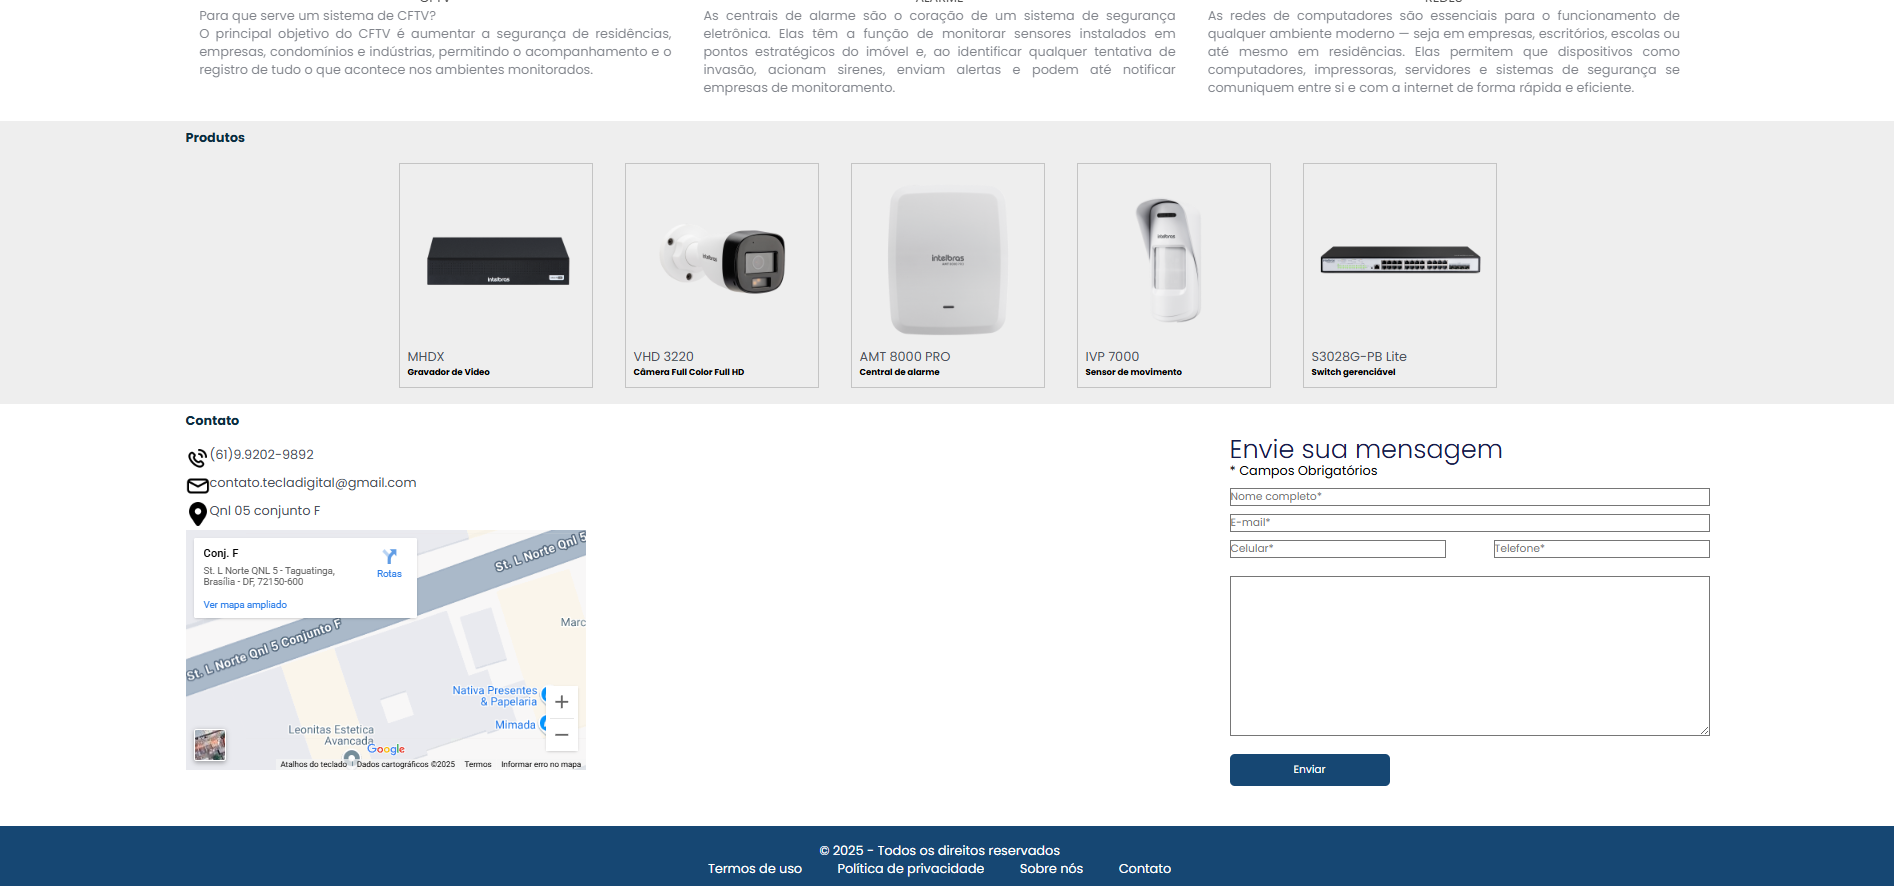 CFTV
Para que serve um sistema de CFTV?
O principal objetivo do CFTV é aumentar a segurança de residências,
empresas, condomínios e indústrias, permitindo o acompanhamento e o
registro de tudo o que acontece nos ambientes monitorados.
ALARME
As centrais de alarme são o coração de um sistema de segurança
eletrônica. Elas têm a função de monitorar sensores instalados em
pontos estratégicos do imóvel e, ao identificar qualquer tentativa de
invasão, acionam sirenes, enviam alertas e podem até notificar
empresas de monitoramento.
REDES
As redes de computadores são essenciais para o funcionamento de
qualquer ambiente moderno — seja em empresas, escritórios, escolas ou
até mesmo em residências. Elas permitem que dispositivos como
computadores, impressoras, servidores e sistemas de segurança se
comuniquem entre si e com a internet de forma rápida e eficiente.
Produtos
intelbras
MHDX
Gravador de Video
intelbras
VHD 3220
Câmera Full Color Full HD
intelbras
AMT 8000 PRO
Central de alarme
intelbras
IVP 7000
Sensor de movimento
S3028G-PB Lite
Switch gerenciável
Contato
(61)9.9202-9892
contato.tecladigital@gmail.com
Qnl 05 conjunto F
Conj. F
St. L Norte QNL 5 - Taguatinga,
Brasília - DF, 72150-600
Ver mapa ampliado
Rotas
St. L Norte Qnl 5
Marc
St. L Norte Qnl 5 Conjunto F
Nativa Presentes
& Papelaria
Mimada
Leonitas Estetica
Avancada
Google
Atalhos do teclado
Dados cartográficos ©2025
Termos
Informar erro no mapa
Envie sua mensagem
* Campos Obrigatórios
Nome completo*
E-mail*
Celular*
Telefone*
Enviar
© 2025 - Todos os direitos reservados
Termos de uso
Política de privacidade
Sobre nós
Contato